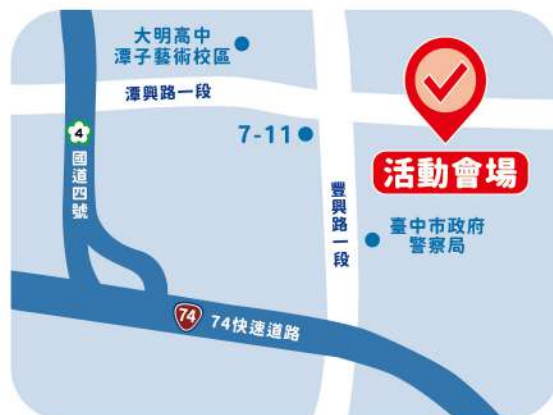 大明高中
潭子藝術校區
潭興路一段
7-11
活動會場
4
國道四號
豐興路一段
臺中市政府
警察局
74
74快速道路